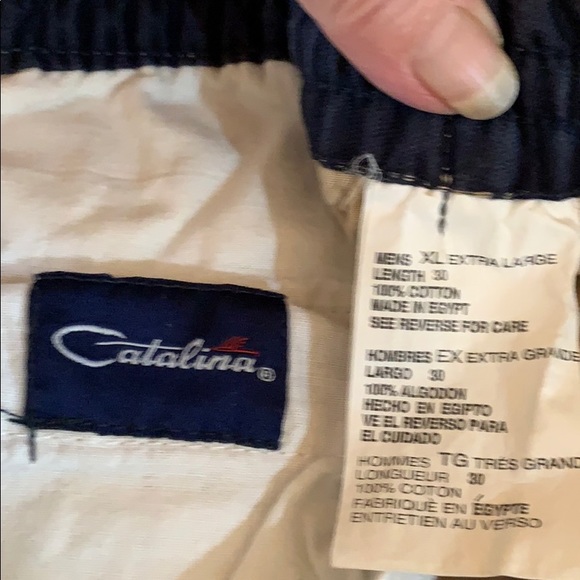 Catalina®
MENS XL EXTRA LARGE
LENGTH 30
100% COTTON
MADE IN EGYPT
SEE REVERSE FOR CARE
HOMBRES EX EXTRA GRANDE
LARGO 30
100% ALGODON
HECHO EN EGIPTO
VE EL REVERSO PARA
EL CUIDADO
HOMMES TG TRÉS GRAND
LONGUEUR 30
100% COTON
FABRIQUÉ EN ÉGYPTE
ENTRETIEN AU VERSO